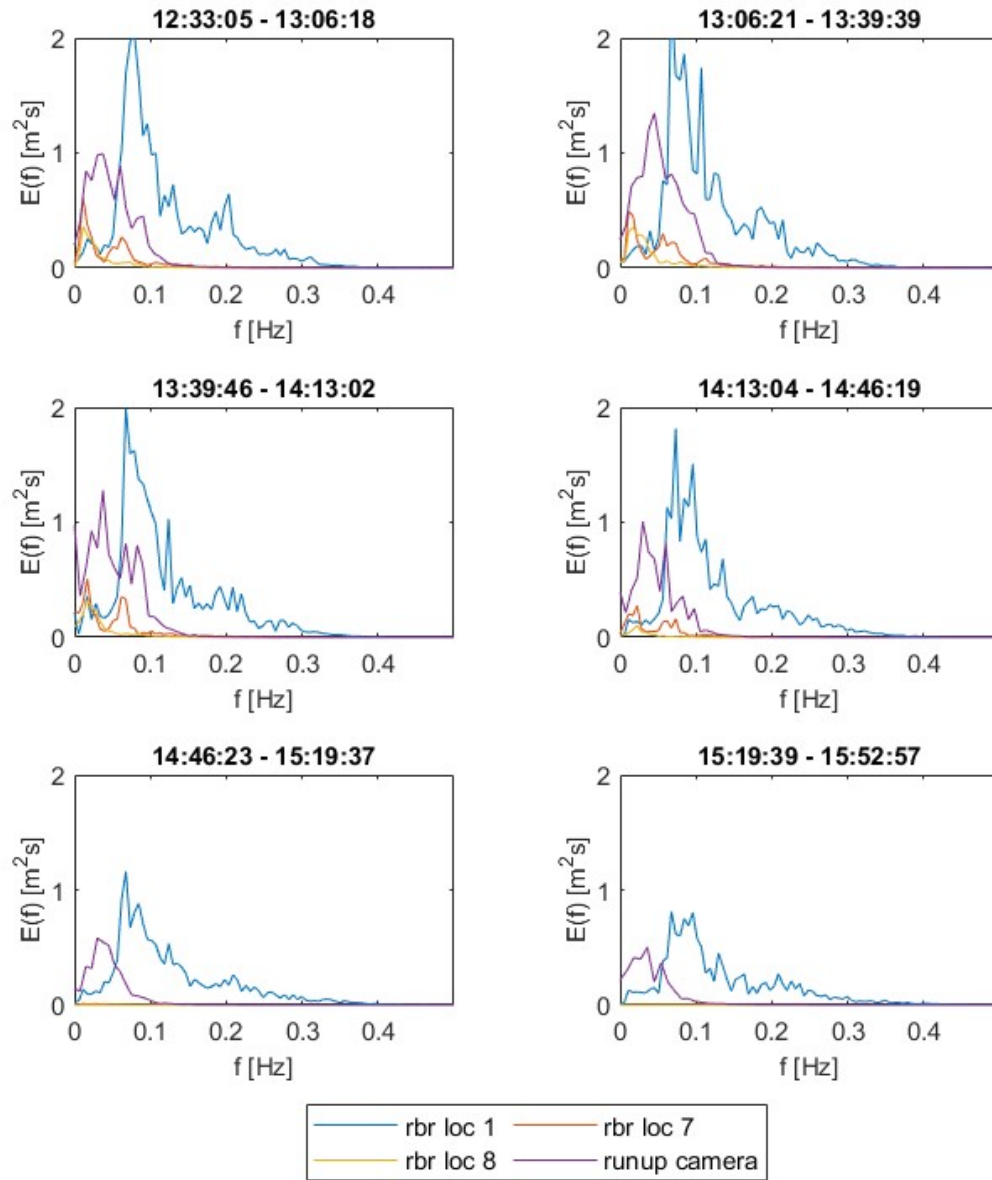 12:33:05 - 13:06:18
13:06:21 - 13:39:39
2
1
0
E(f) [m²s]
0 0.1 0.2 0.3 0.4
f [Hz]
2
1
0
E(f) [m²s]
0 0.1 0.2 0.3 0.4
f [Hz]
13:39:46 - 14:13:02
14:13:04 - 14:46:19
2
1
0
E(f) [m²s]
0 0.1 0.2 0.3 0.4
f [Hz]
2
1
0
E(f) [m²s]
0 0.1 0.2 0.3 0.4
f [Hz]
14:46:23 - 15:19:37
15:19:39 - 15:52:57
2
1
0
E(f) [m²s]
0 0.1 0.2 0.3 0.4
f [Hz]
2
1
0
E(f) [m²s]
0 0.1 0.2 0.3 0.4
f [Hz]
rbr loc 1 rbr loc 7
rbr loc 8 runup camera